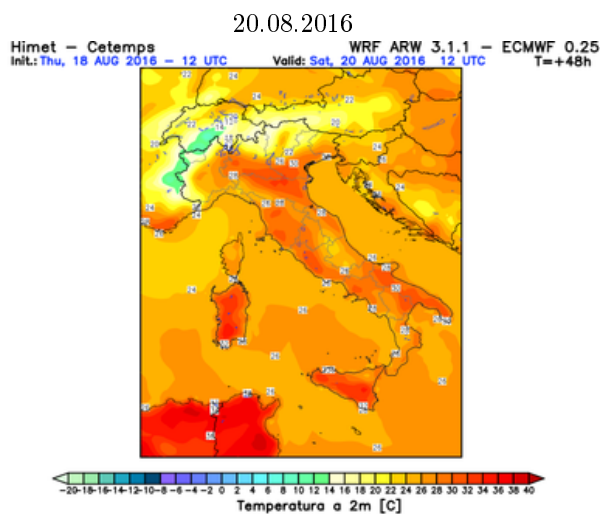 20.08.2016
Himet – Cetemps WRF ARW 3.1.1 – ECMWF 0.25
Init.: Thu, 18 AUG 2016 – 12 UTC Valid: Sat, 20 AUG 2016 12 UTC T=+48h
-20-18-16-14-12-10-8 -6 -4 -2 0 2 4 6 8 10 12 14 16 18 20 22 24 26 28 30 32 34 36 38 40
Temperatura a 2m [C]